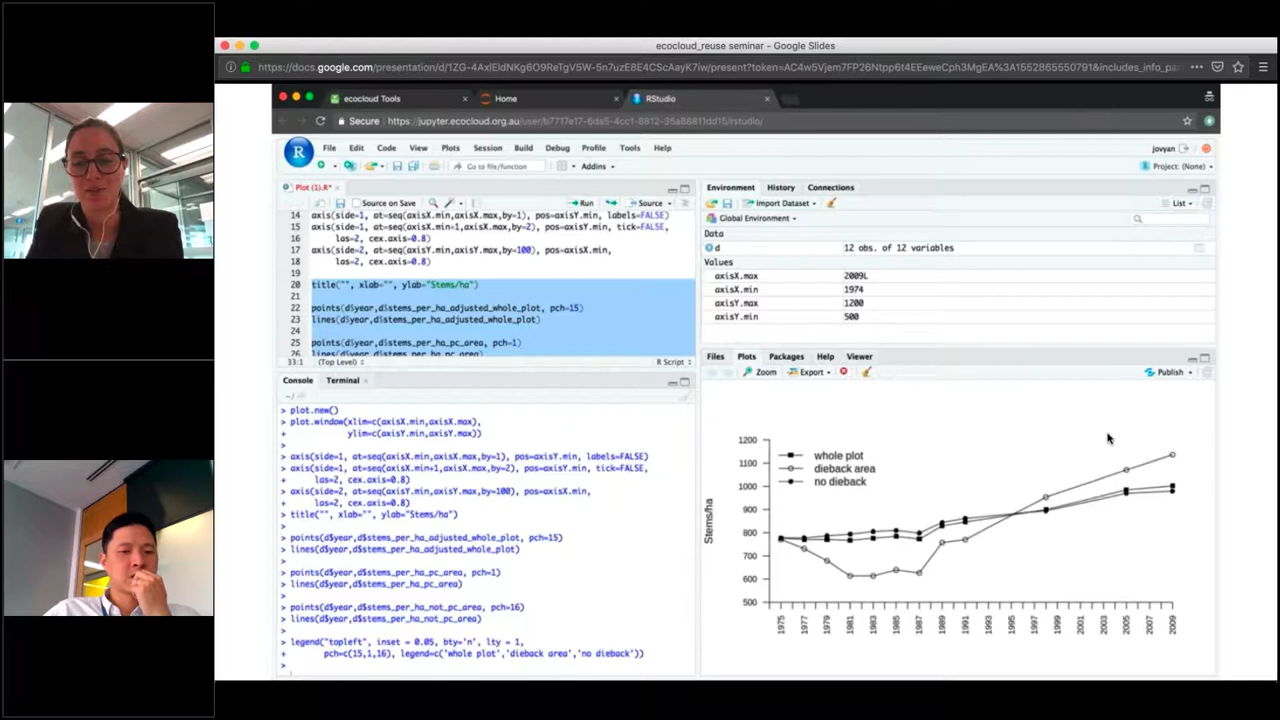 ecocloud_reuse seminar - Google Slides
ecocloud Tools
Home
RStudio
Secure
jovyan
File Edit Code View Plots Session Build Debug Profile Tools Help
Go to file/function
Addins
Project: (None)
Plot (1).R*
Source on Save
Run
Source
14 axis(side=1, at=seq(axisX.min,axisX.max,by=1), pos=axisY.min, labels=FALSE)
15 axis(side=1, at=seq(axisX.min+1,axisX.max,by=2), pos=axisY.min, tick=FALSE,
16 las=2, cex.axis=0.8)
17 axis(side=2, at=seq(axisY.min,axisY.max,by=100), pos=axisX.min,
18 las=2, cex.axis=0.8)
19
20 title("", xlab="", ylab="Stems/ha")
21
22 points(d$year,d$stems_per_ha_adjusted_whole_plot, pch=15)
23 lines(d$year,d$stems_per_ha_adjusted_whole_plot)
24
25 points(d$year,d$stems_per_ha_pc_area, pch=1)
26 lines(d$year,d$stems_per_ha_pc_area)
33:1 (Top Level) R Script
Console Terminal
~/
> plot.new()
> plot.window(xlim=c(axisX.min,axisX.max),
+ ylim=c(axisY.min,axisY.max))
>
> axis(side=1, at=seq(axisX.min,axisX.max,by=1), pos=axisY.min, labels=FALSE)
> axis(side=1, at=seq(axisX.min+1,axisX.max,by=2), pos=axisY.min, tick=FALSE,
+ las=2, cex.axis=0.8)
> axis(side=2, at=seq(axisY.min,axisY.max,by=100), pos=axisX.min,
+ las=2, cex.axis=0.8)
> title("", xlab="", ylab="Stems/ha")
>
> points(d$year,d$stems_per_ha_adjusted_whole_plot, pch=15)
> lines(d$year,d$stems_per_ha_adjusted_whole_plot)
>
> points(d$year,d$stems_per_ha_pc_area, pch=1)
> lines(d$year,d$stems_per_ha_pc_area)
>
> points(d$year,d$stems_per_ha_not_pc_area, pch=16)
> lines(d$year,d$stems_per_ha_not_pc_area)
>
> legend("topleft", inset = 0.05, bty='n', lty = 1,
+ pch=c(15,1,16), legend=c('whole plot','dieback area','no dieback'))
>
Environment History Connections
Import Dataset
List
Global Environment
Data
d 12 obs. of 12 variables
Values
axisX.max 2009L
axisX.min 1974
axisY.max 1200
axisY.min 500
Files Plots Packages Help Viewer
Zoom Export Publish
whole plot
dieback area
no dieback
Stems/ha
1200
1100
1000
900
800
700
600
500
1975 1977 1979 1981 1983 1985 1987 1989 1991 1993 1995 1997 1999 2001 2003 2005 2007 2009